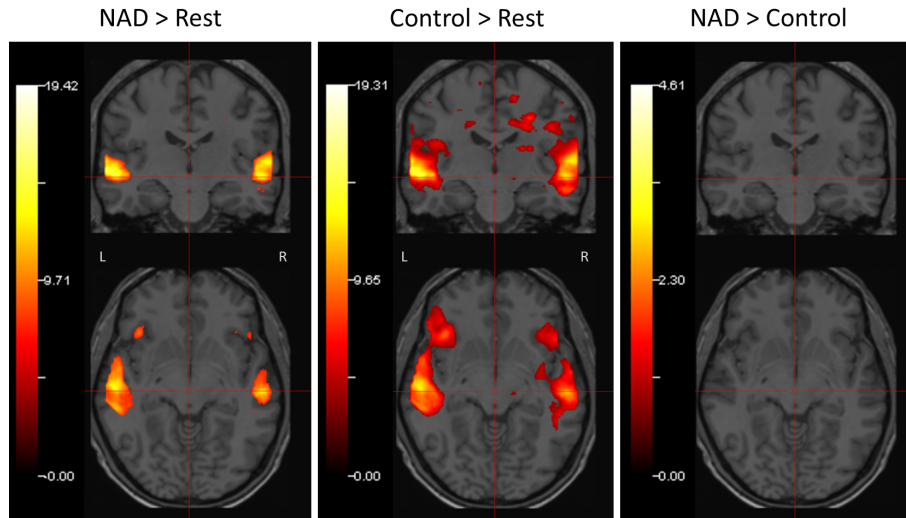 NAD > Rest
Control > Rest
NAD > Control
19.42
9.71
0.00
L
R
19.31
9.65
0.00
L
R
4.61
2.30
0.00